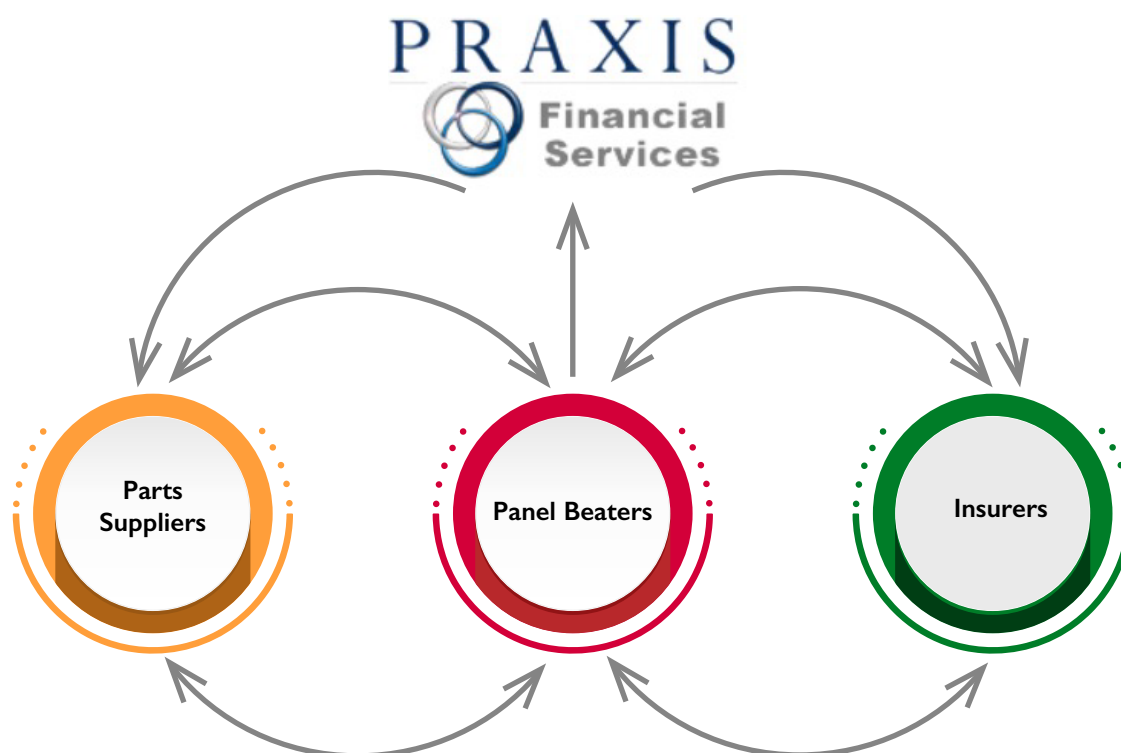 PRAXIS
Financial
Services
Parts
Suppliers
Panel Beaters
Insurers